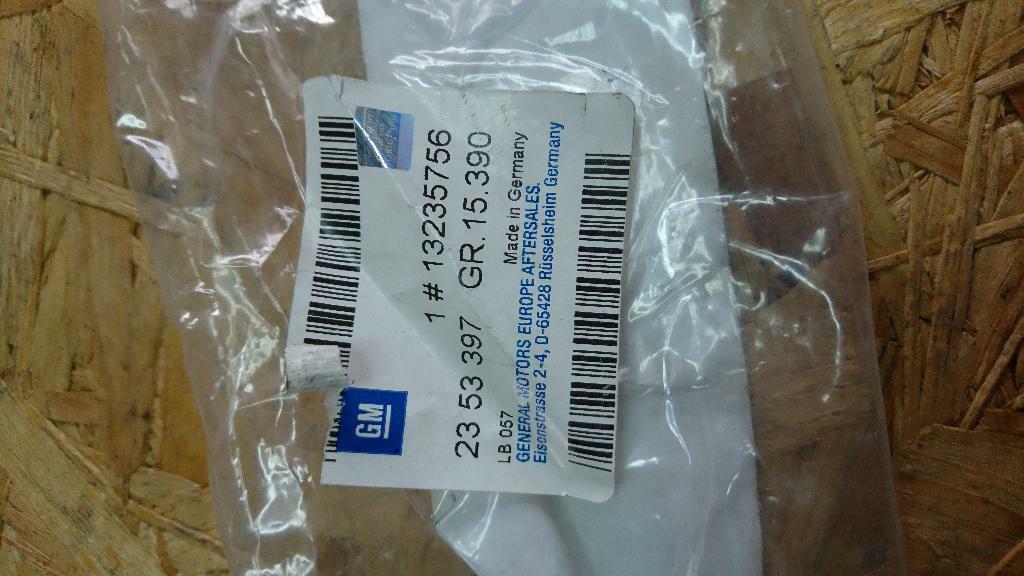 GM
1 # 13235756
23 53 397 GR.15.390
LB 057 Made in Germany
GENERAL MOTORS EUROPE AFTERSALES.
Eisenstrasse 2-4, D-65428 Rüsselsheim Germany